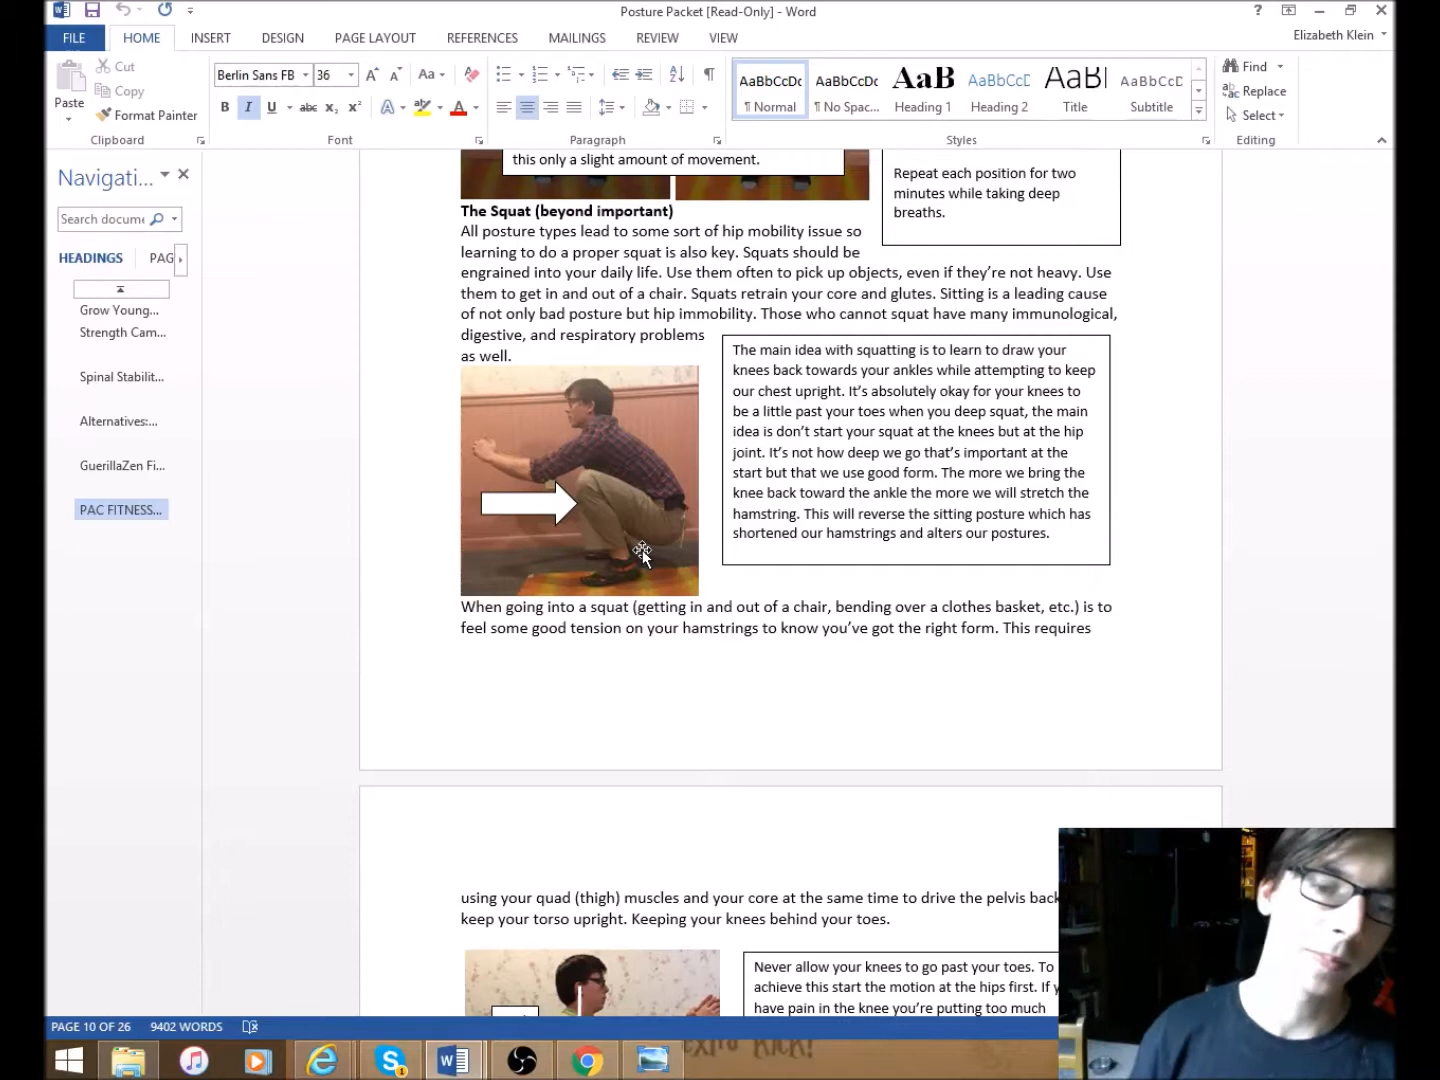 Posture Packet [Read-Only] - Word
?
FILE
HOME
INSERT
DESIGN
PAGE LAYOUT
REFERENCES
MAILINGS
REVIEW
VIEW
Elizabeth Klein
Paste
Cut
Copy
Format Painter
Clipboard
Berlin Sans FB
36
Aa
B I U abc x₂ x²
Font
Paragraph
AaBbCcDc
¶ Normal
AaBbCcDc
¶ No Spac...
AaB
Heading 1
AaBbCcD
Heading 2
AaB
Title
AaBbCcD
Subtitle
Styles
Find
Replace
Select
Editing
Navigati...
Search docume
HEADINGS
PAG
Grow Young...
Strength Cam...
Spinal Stabilit...
Alternatives:...
GuerillaZen Fi...
PAC FITNESS...
this only a slight amount of movement.
Repeat each position for two
minutes while taking deep
breaths.
The Squat (beyond important)
All posture types lead to some sort of hip mobility issue so
learning to do a proper squat is also key. Squats should be
engrained into your daily life. Use them often to pick up objects, even if they're not heavy. Use
them to get in and out of a chair. Squats retrain your core and glutes. Sitting is a leading cause
of not only bad posture but hip immobility. Those who cannot squat have many immunological,
digestive, and respiratory problems
as well.
The main idea with squatting is to learn to draw your
knees back towards your ankles while attempting to keep
our chest upright. It's absolutely okay for your knees to
be a little past your toes when you deep squat, the main
idea is don't start your squat at the knees but at the hip
joint. It's not how deep we go that's important at the
start but that we use good form. The more we bring the
knee back toward the ankle the more we will stretch the
hamstring. This will reverse the sitting posture which has
shortened our hamstrings and alters our postures.
When going into a squat (getting in and out of a chair, bending over a clothes basket, etc.) is to
feel some good tension on your hamstrings to know you've got the right form. This requires
using your quad (thigh) muscles and your core at the same time to drive the pelvis back
keep your torso upright. Keeping your knees behind your toes.
Never allow your knees to go past your toes. To
achieve this start the motion at the hips first. If y
have pain in the knee you're putting too much
PAGE 10 OF 26
9402 WORDS
extra kick!